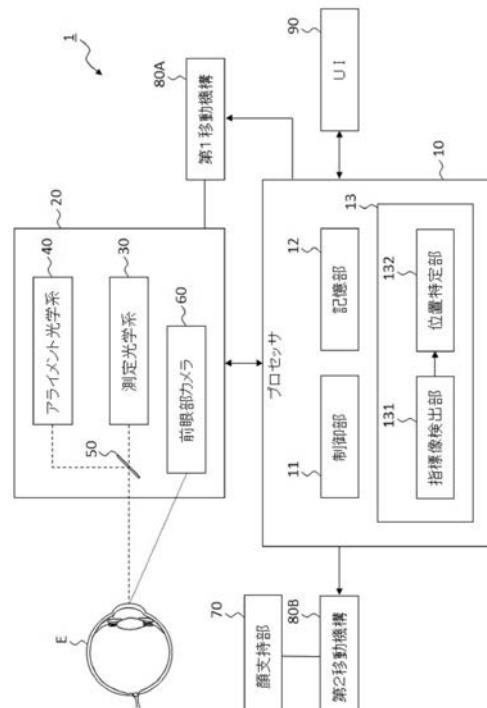 1
20
アライメント光学系
40
測定光学系
30
50
前眼部カメラ
60
E
第1移動機構
80A
プロセッサ
10
制御部
11
記憶部
12
13
指標像検出部
131
位置特定部
132
顔支持部
70
第2移動機構
80B
UI
90